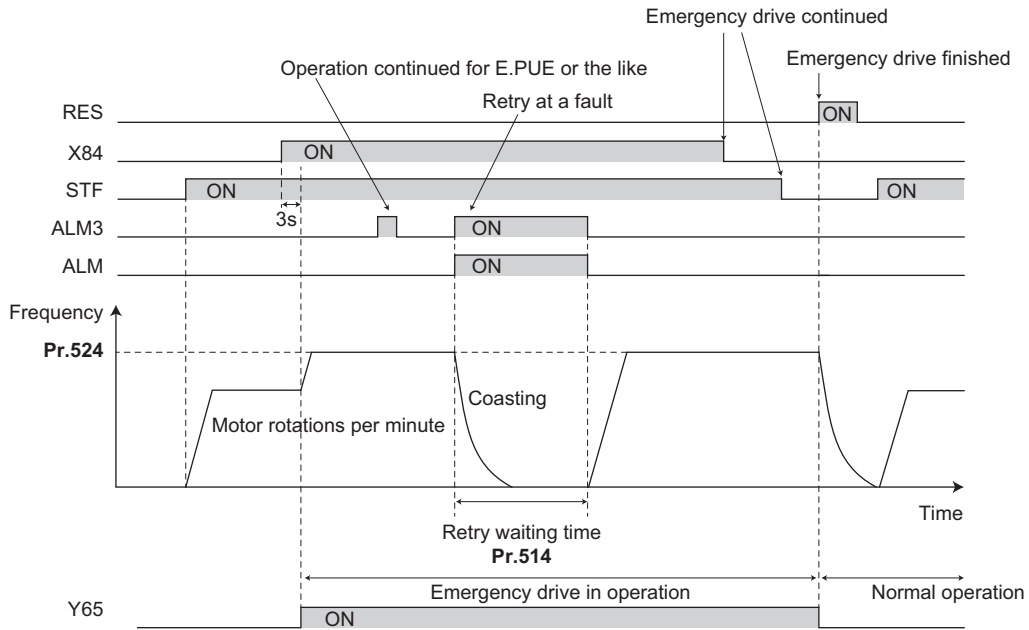 Emergency drive continued
Emergency drive finished
Operation continued for E.PUE or the like
Retry at a fault
RES
ON
X84
ON
STF
ON
ON
3s
ALM3
ON
ALM
ON
Frequency
Pr.524
Coasting
Motor rotations per minute
Time
Retry waiting time
Pr.514
Emergency drive in operation
Normal operation
Y65
ON